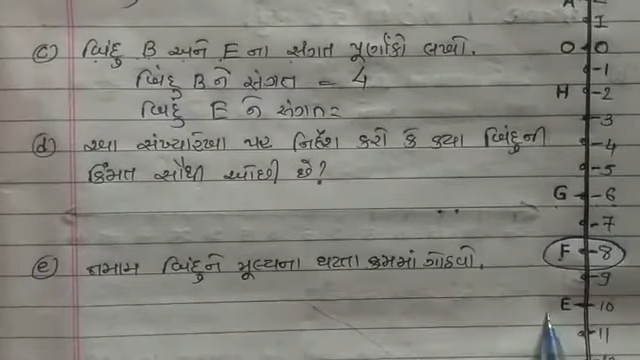 c) બિંદુ B અને E ના સંગત પૂર્ણાંકો લખો.
બિંદુ B ને સંગત = 4
બિંદુ E ને સંગત =
d) આ સંખ્યારેખા પર નિર્દેશ કરો કે કયા બિંદુની
કિંમત સૌથી ઓછી છે?
e) તમામ બિંદુને મૂલ્યના ઘટતા ક્રમમાં ગોઠવો.
A
1
O 0
-1
H -2
-3
-4
-5
G -6
-7
F -8
-9
E -10
-11